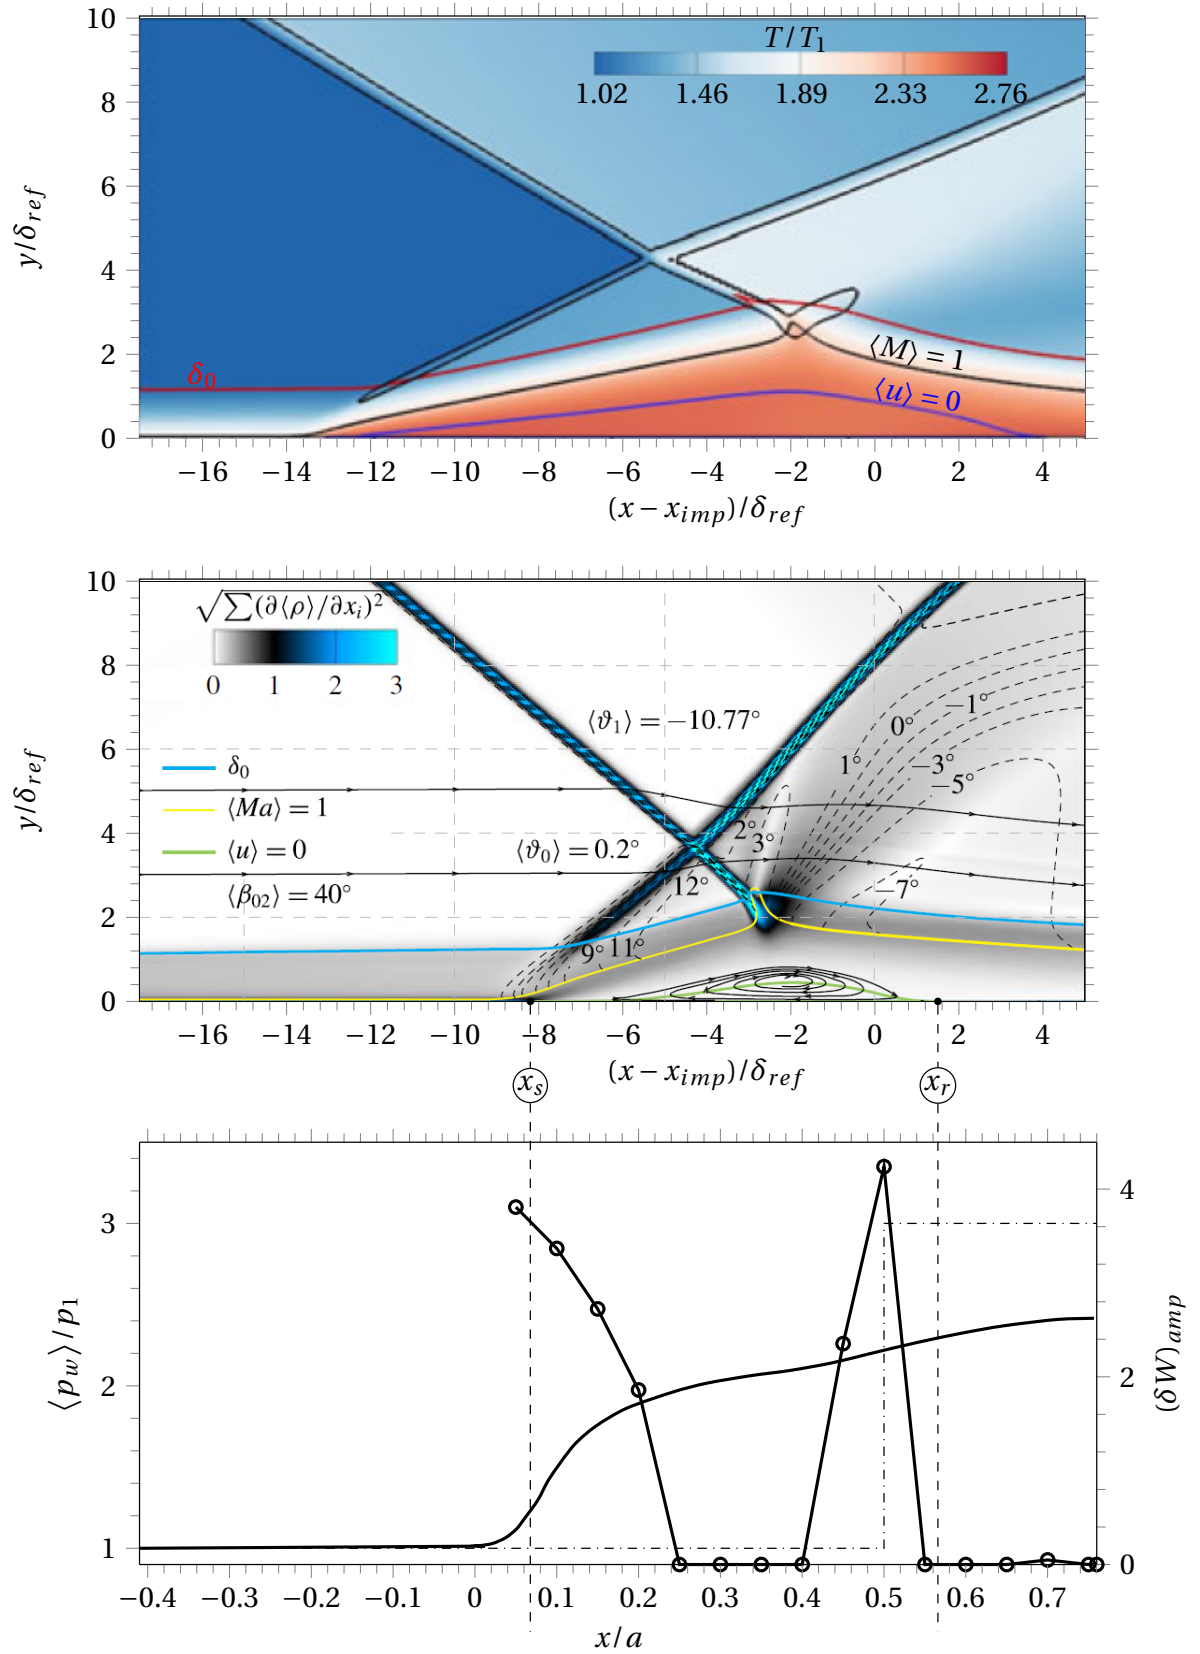 10
8
6
4
2
0
y/δref
T/T1
1.02 1.46 1.89 2.33 2.76
δ0
⟨M⟩ = 1
⟨u⟩ = 0
−16 −14 −12 −10 −8 −6 −4 −2 0 2 4
(x − ximp)/δref
10
8
6
4
2
0
y/δref
√∑(∂⟨ρ⟩/∂xi)2
0 1 2 3
⟨ϑ1⟩ = −10.77°
0° −1°
1° −3°
−5°
δ0
⟨Ma⟩ = 1
⟨u⟩ = 0
⟨β02⟩ = 40°
⟨ϑ0⟩ = 0.2°
2° 3°
12° −7°
9° 11°
−16 −14 −12 −10 −8 −6 −4 −2 0 2 4
(x − ximp)/δref
xs xr
3
2
1
⟨pw⟩/p1
4
2
0
(δW)amp
−0.4 −0.3 −0.2 −0.1 0 0.1 0.2 0.3 0.4 0.5 0.6 0.7
x/a